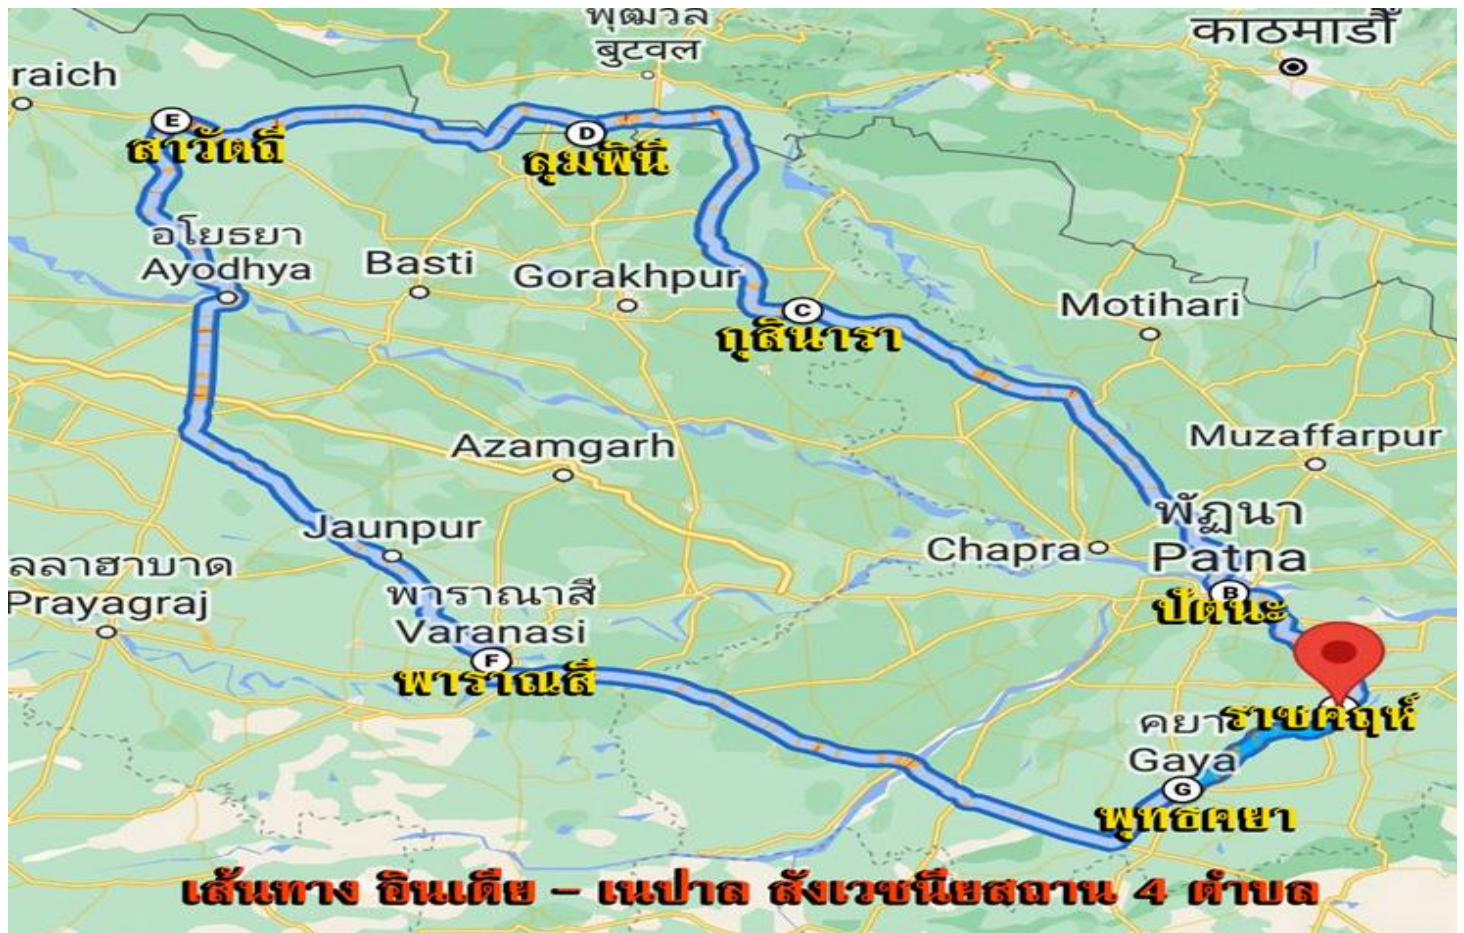 พุฒวัล
बुटवल
काठमाडौँ
raich
E
สาวัตถี
D
ลุมพินี
อโยธยา
Ayodhya
Basti
Gorakhpur
C
กุสินารา
Motihari
Azamgarh
Muzaffarpur
Jaunpur
พัฏนา
Patna
Chapra
B
ปัตนะ
ลลาฮาบาด
Prayagraj
พาราณาสี
Varanasi
F
พาราณสี
ราชคฤห์
คยา
Gaya
G
พุทธคยา
เส้นทาง อินเดีย – เนปาล สังเวชนียสถาน 4 ตำบล